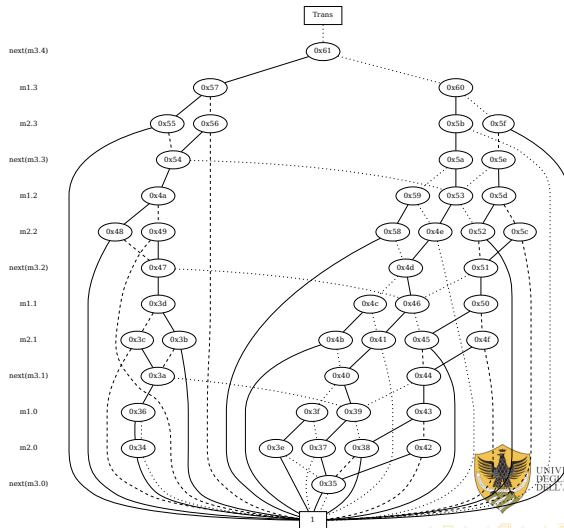 Trans
next(m3.4) 0x61
m1.3 0x57 0x60
m2.3 0x55 0x56 0x5b 0x5f
next(m3.3) 0x54 0x5a 0x5e
m1.2 0x4a 0x59 0x53 0x5d
m2.2 0x48 0x49 0x58 0x4e 0x52 0x5c
next(m3.2) 0x47 0x4d 0x51
m1.1 0x3d 0x4c 0x46 0x50
m2.1 0x3c 0x3b 0x4b 0x41 0x45 0x4f
next(m3.1) 0x3a 0x40 0x44
m1.0 0x36 0x3f 0x39 0x43
m2.0 0x34 0x3e 0x37 0x38 0x42
next(m3.0) 0x35
UNIV
DEGL
DELL'
1